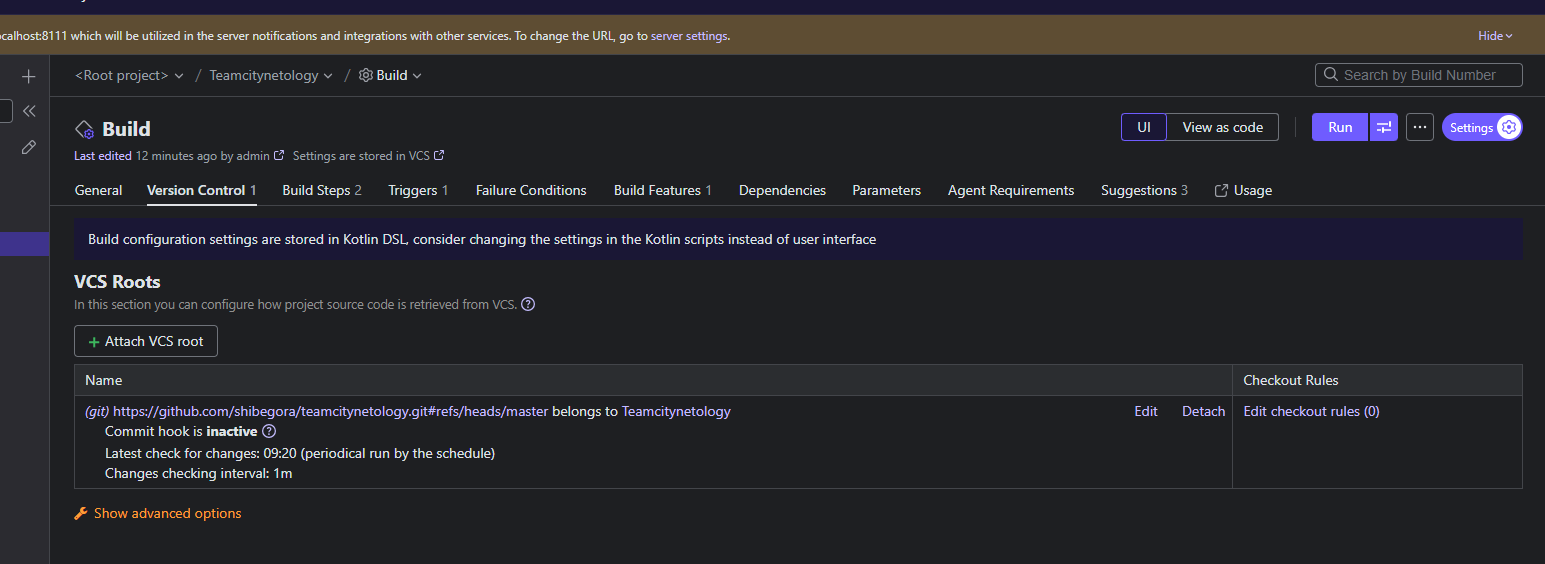 which will be utilized in the server notifications and integrations with other services. To change the URL, go to server settings. Hide
<Root project> / Teamcitynetology / Build Search by Build Number
Build UI View as code Run ... Settings
Last edited 12 minutes ago by admin Settings are stored in VCS
General Version Control 1 Build Steps 2 Triggers 1 Failure Conditions Build Features 1 Dependencies Parameters Agent Requirements Suggestions 3 Usage
Build configuration settings are stored in Kotlin DSL, consider changing the settings in the Kotlin scripts instead of user interface
VCS Roots
In this section you can configure how project source code is retrieved from VCS. ?
+ Attach VCS root
Name Checkout Rules
(git) https://github.com/shibegora/teamcitynetology.git#refs/heads/master belongs to Teamcitynetology Edit Detach Edit checkout rules (0)
Commit hook is inactive ?
Latest check for changes: 09:20 (periodical run by the schedule)
Changes checking interval: 1m
Show advanced options